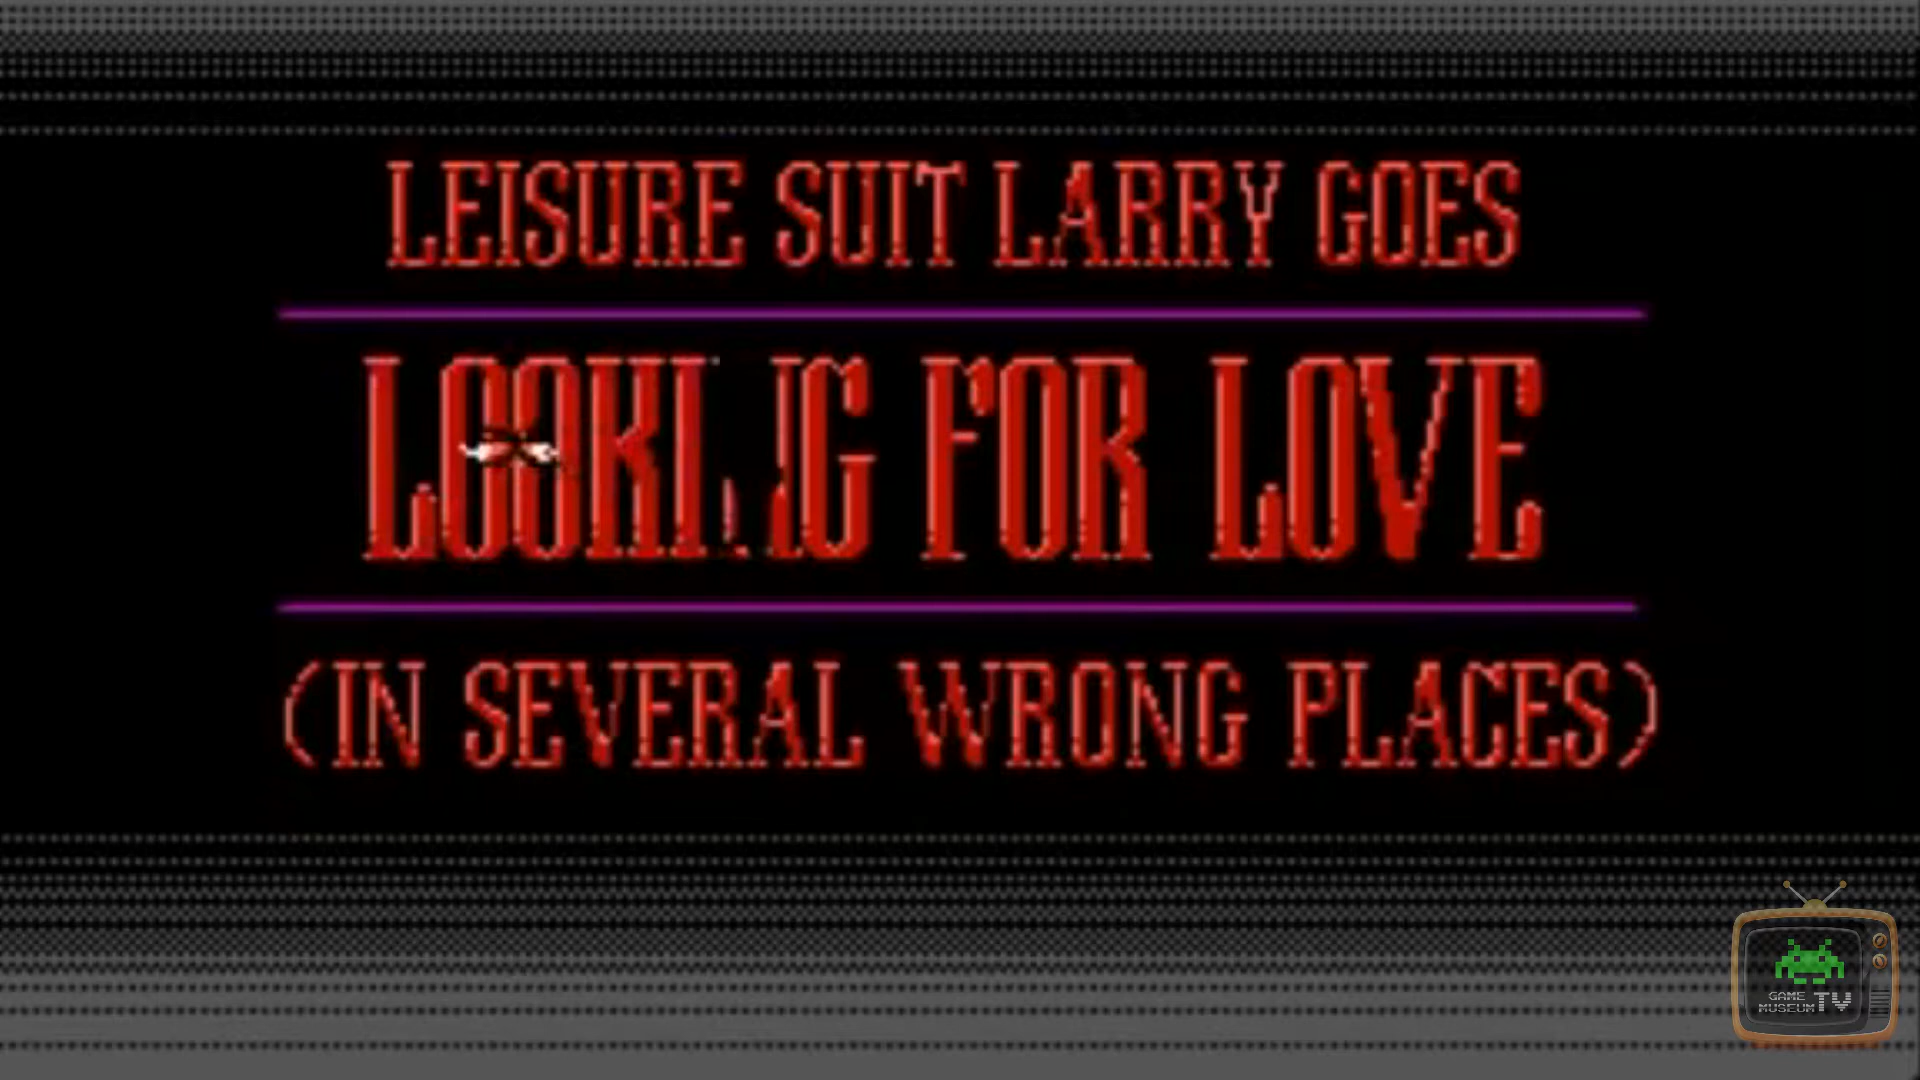 LEISURE SUIT LARRY GOES
LOOKING FOR LOVE
(IN SEVERAL WRONG PLACES)
GAME
MUSEUM TV